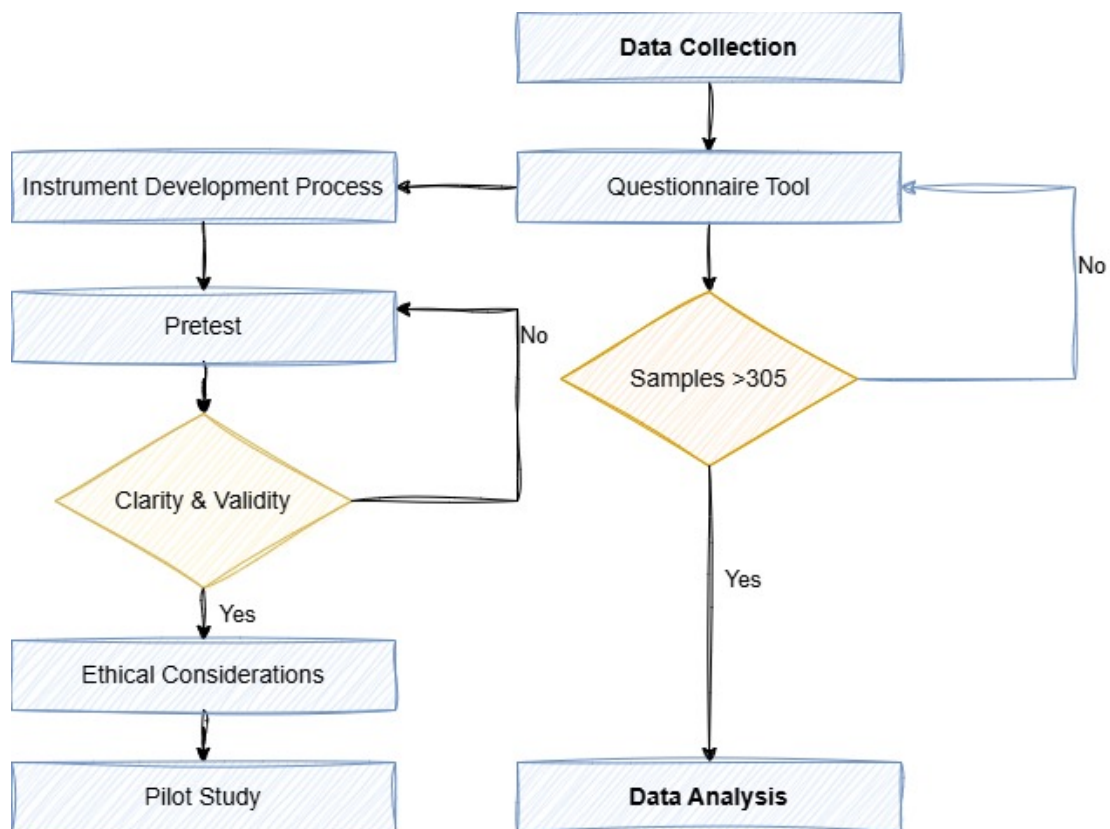 Data Collection
Instrument Development Process
Questionnaire Tool
No
Pretest
No
Samples >305
Clarity & Validity
Yes
Yes
Ethical Considerations
Pilot Study
Data Analysis